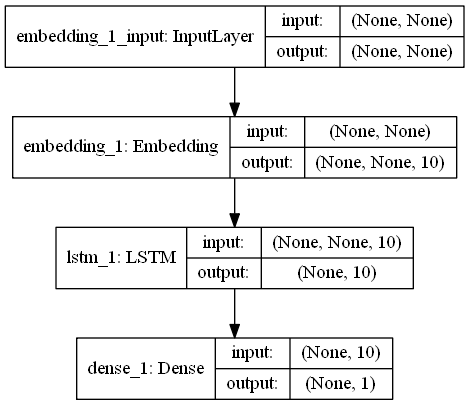 embedding_1_input: InputLayer
input: (None, None)
output: (None, None)
embedding_1: Embedding
input: (None, None)
output: (None, None, 10)
lstm_1: LSTM
input: (None, None, 10)
output: (None, 10)
dense_1: Dense
input: (None, 10)
output: (None, 1)